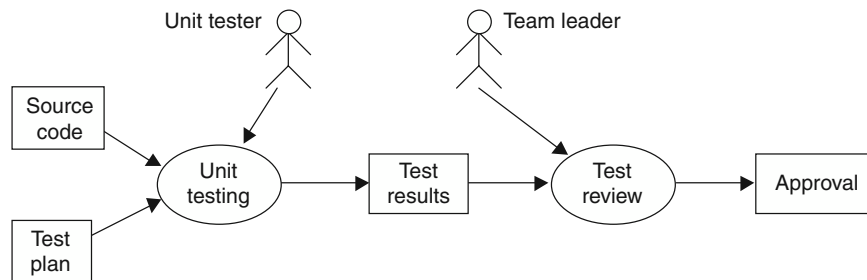 Unit tester
Team leader
Source
code
Unit
testing
Test
results
Test
review
Approval
Test
plan